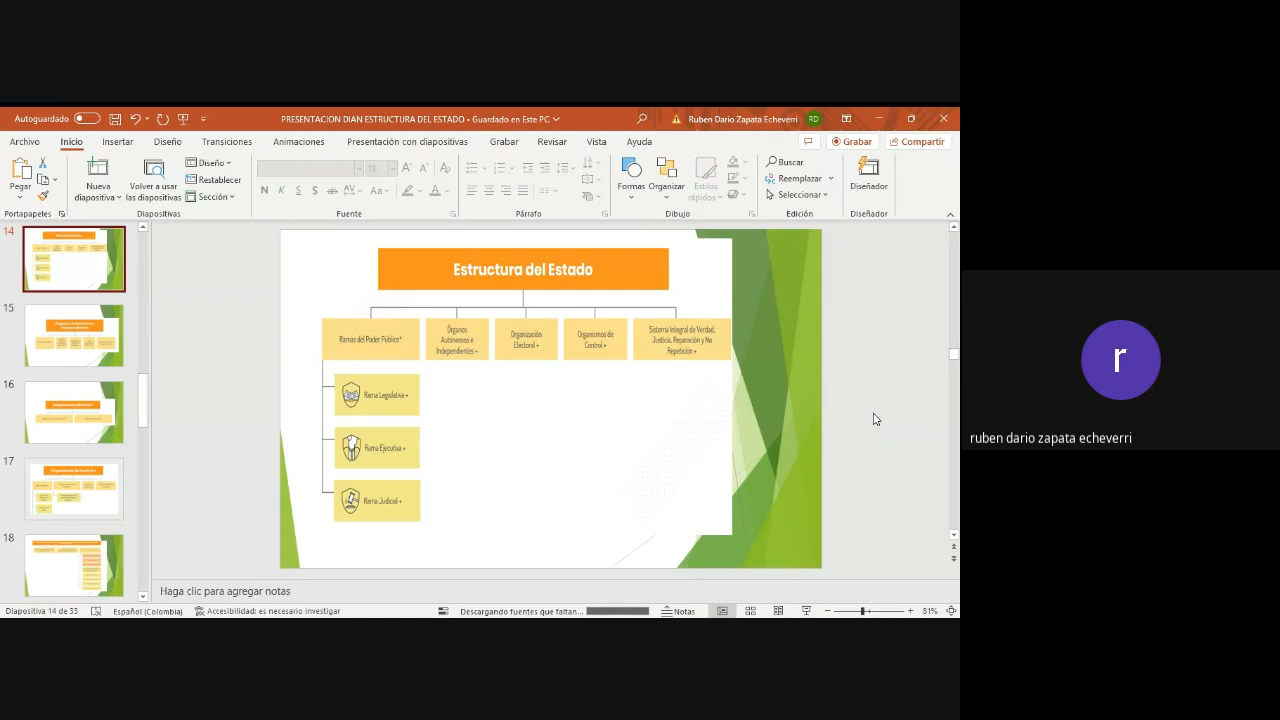 Autoguardado
PRESENTACION DIAN ESTRUCTURA DEL ESTADO • Guardado en Este PC
Ruben Dario Zapata Echeverri
RD
Archivo
Inicio
Insertar
Diseño
Transiciones
Animaciones
Presentación con diapositivas
Grabar
Revisar
Vista
Ayuda
Grabar
Compartir
Pegar
Portapapeles
Nueva
diapositiva
Volver a usar
las diapositivas
Diseño
Restablecer
Sección
Diapositivas
N K S S ab AV Aa
Fuente
Párrafo
Formas
Organizar
Estilos
rápidos
Dibujo
Buscar
Reemplazar
Seleccionar
Edición
Diseñador
Diseñador
14
15
16
17
18
Estructura del Estado
Ramas del Poder Público*
Órganos
Autónomos e
Independientes +
Organización
Electoral +
Organismos de
Control +
Sistema Integral de Verdad,
Justicia, Reparación y No
Repetición +
Rama Legislativa +
Rama Ejecutiva +
Rama Judicial +
Haga clic para agregar notas
Diapositiva 14 de 33
Español (Colombia)
Accesibilidad: es necesario investigar
Descargando fuentes que faltan...
Notas
81%
r
ruben dario zapata echeverri